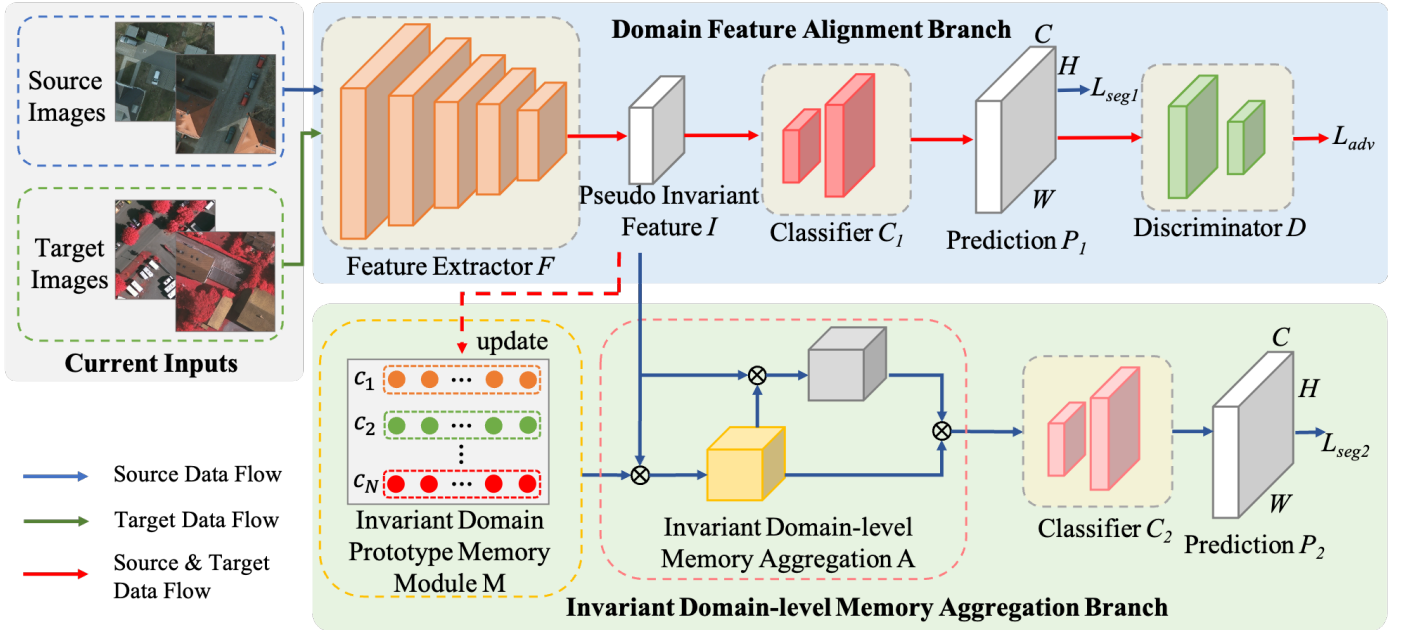 Source
Images
Target
Images
Current Inputs
Source Data Flow
Target Data Flow
Source & Target
Data Flow
Domain Feature Alignment Branch
Feature Extractor F
Pseudo Invariant
Feature I
Classifier C1
C
H
W
Prediction P1
Lseg1
Discriminator D
Ladv
update
c1
...
c2
...
...
cN
...
Invariant Domain
Prototype Memory
Module M
Invariant Domain-level
Memory Aggregation A
Classifier C2
C
H
W
Prediction P2
Lseg2
Invariant Domain-level Memory Aggregation Branch